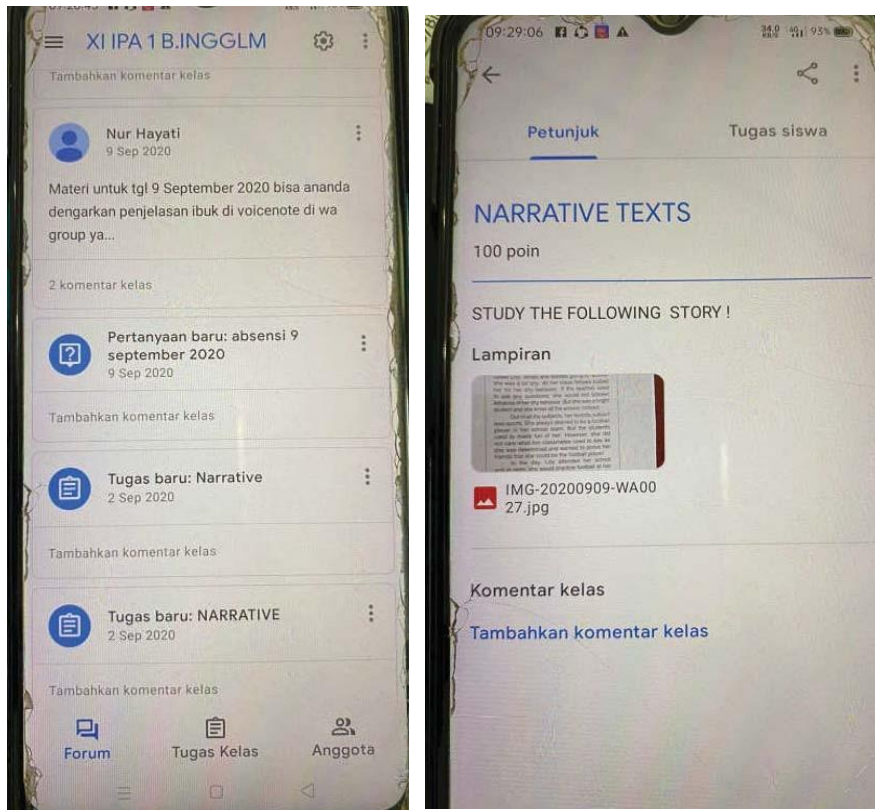 XI IPA 1 B.INGGLM
Tambahkan komentar kelas
Nur Hayati
9 Sep 2020
Materi untuk tgl 9 September 2020 bisa ananda
dengarkan penjelasan ibuk di voicenote di wa
group ya...
2 komentar kelas
Pertanyaan baru: absensi 9
september 2020
9 Sep 2020
Tambahkan komentar kelas
Tugas baru: Narrative
2 Sep 2020
Tambahkan komentar kelas
Tugas baru: NARRATIVE
2 Sep 2020
Tambahkan komentar kelas
Forum
Tugas Kelas
Anggota
09:29:06
34.0
KB/S
93%
Petunjuk
Tugas siswa
NARRATIVE TEXTS
100 poin
STUDY THE FOLLOWING STORY !
Lampiran
IMG-20200909-WA00
27.jpg
Komentar kelas
Tambahkan komentar kelas